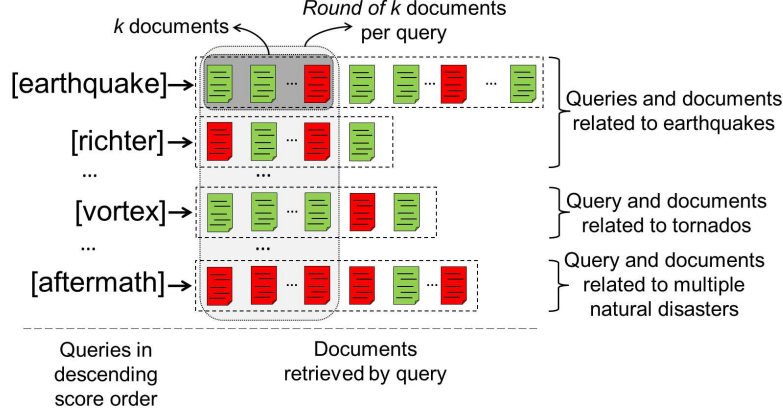 k documents
Round of k documents
per query
[earthquake]
...
...
...
Queries and documents
related to earthquakes
[richter]
...
...
...
[vortex]
...
Query and documents
related to tornados
...
...
[aftermath]
...
...
Query and documents
related to multiple
natural disasters
Queries in
descending
score order
Documents
retrieved by query